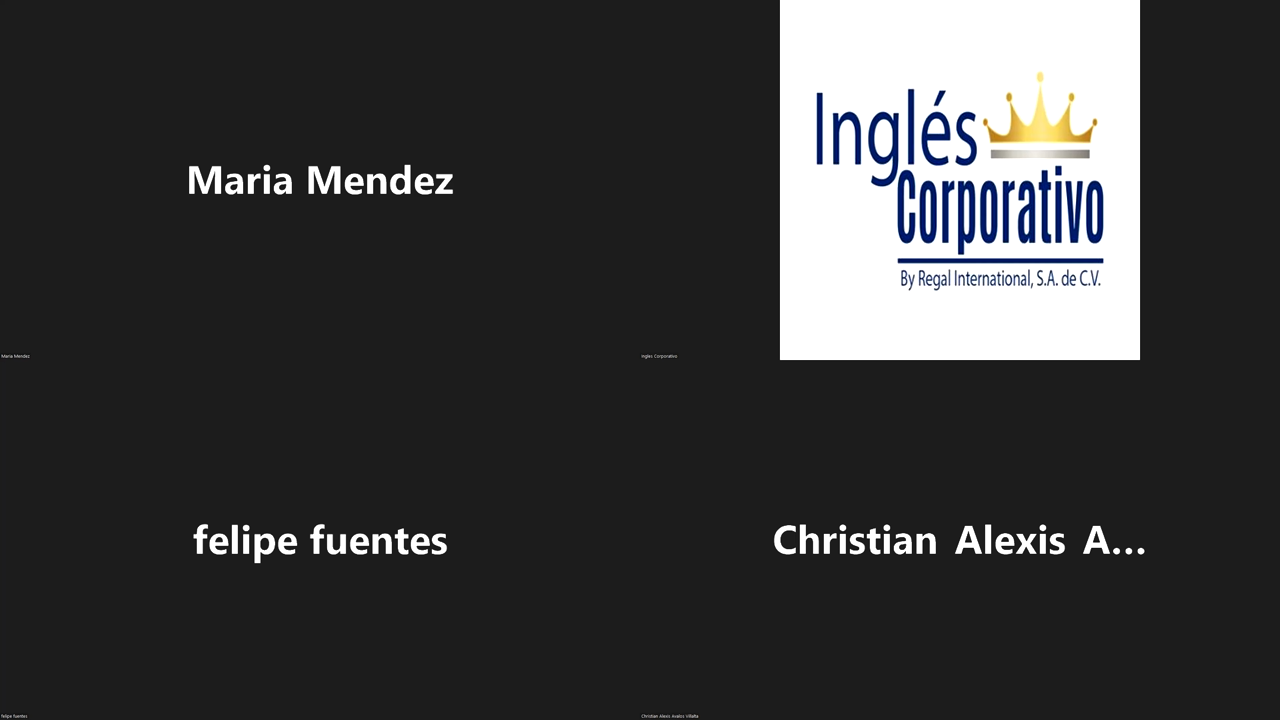 Maria Mendez
Maria Mendez
Inglés
Corporativo
By Regal International, S.A. de C.V.
Ingles Corporativo
felipe fuentes
felipe fuentes
Christian Alexis A...
Christian Alexis Avalos Villalta